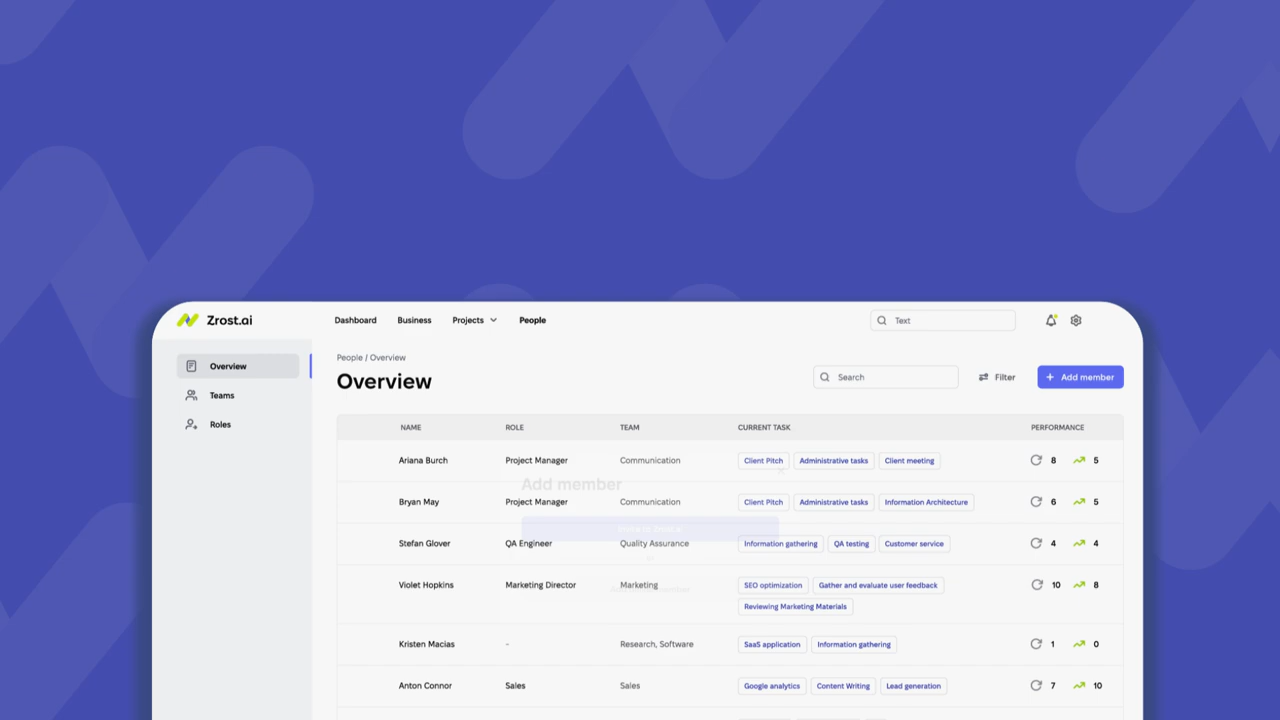 Zrost.ai Dashboard Business Projects People Text
Overview
Teams
Roles
People / Overview
Overview
Search Filter + Add member
NAME ROLE TEAM CURRENT TASK PERFORMANCE
Ariana Burch Project Manager Communication Client Pitch Administrative tasks Client meeting 8 5
Add member
Bryan May Project Manager Communication Client Pitch Administrative tasks Information Architecture 6 5
Stefan Glover QA Engineer Quality Assurance Information gathering QA testing Customer service 4 4
Violet Hopkins Marketing Director Marketing SEO optimization Gather and evaluate user feedback 10 8
Reviewing Marketing Materials
Kristen Macias - Research, Software SaaS application Information gathering 1 0
Anton Connor Sales Sales Google analytics Content Writing Lead generation 7 10